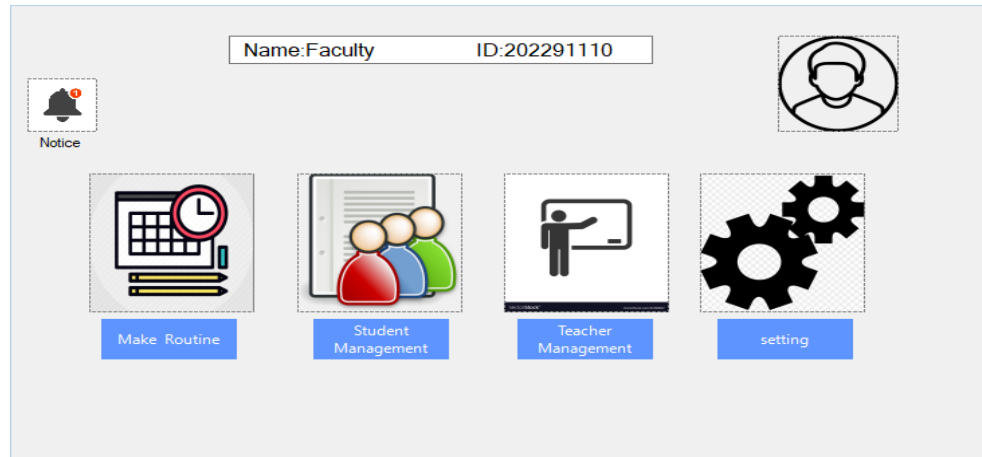 Name:Faculty ID:202291110
1
Notice
Make Routine
Student
Management
Teacher
Management
setting